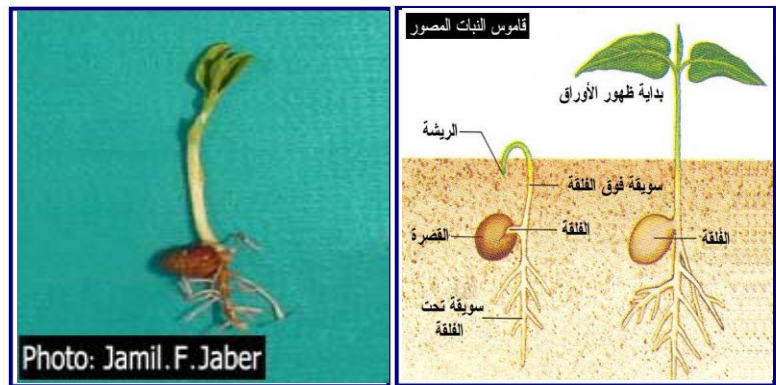 Photo: Jamil.F.Jaber
قاموس النبات المصور
بداية ظهور الأوراق
الريشة
سويقة فوق الفلقة
القصرة
الفلقة
الفلقة
سويقة تحت
الفلقة